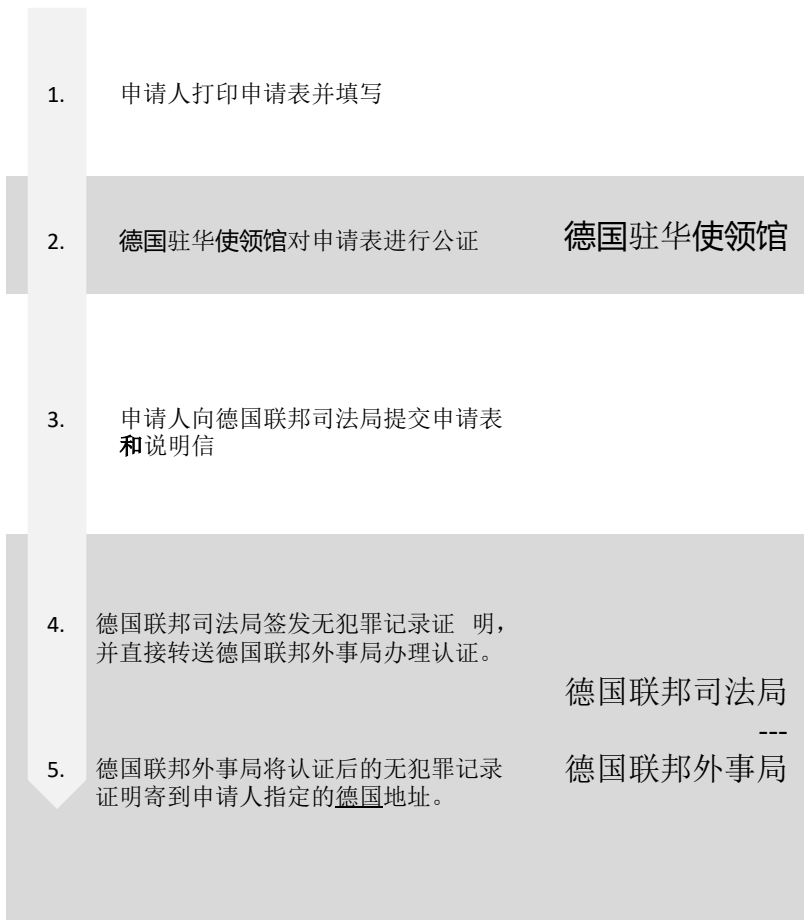 1. 申请人打印申请表并填写
2. 德国驻华使领馆对申请表进行公证
德国驻华使领馆
3. 申请人向德国联邦司法局提交申请表
和说明信
4. 德国联邦司法局签发无犯罪记录证 明，
并直接转送德国联邦外事局办理认证。
德国联邦司法局
---
德国联邦外事局
5. 德国联邦外事局将认证后的无犯罪记录
证明寄到申请人指定的德国地址。